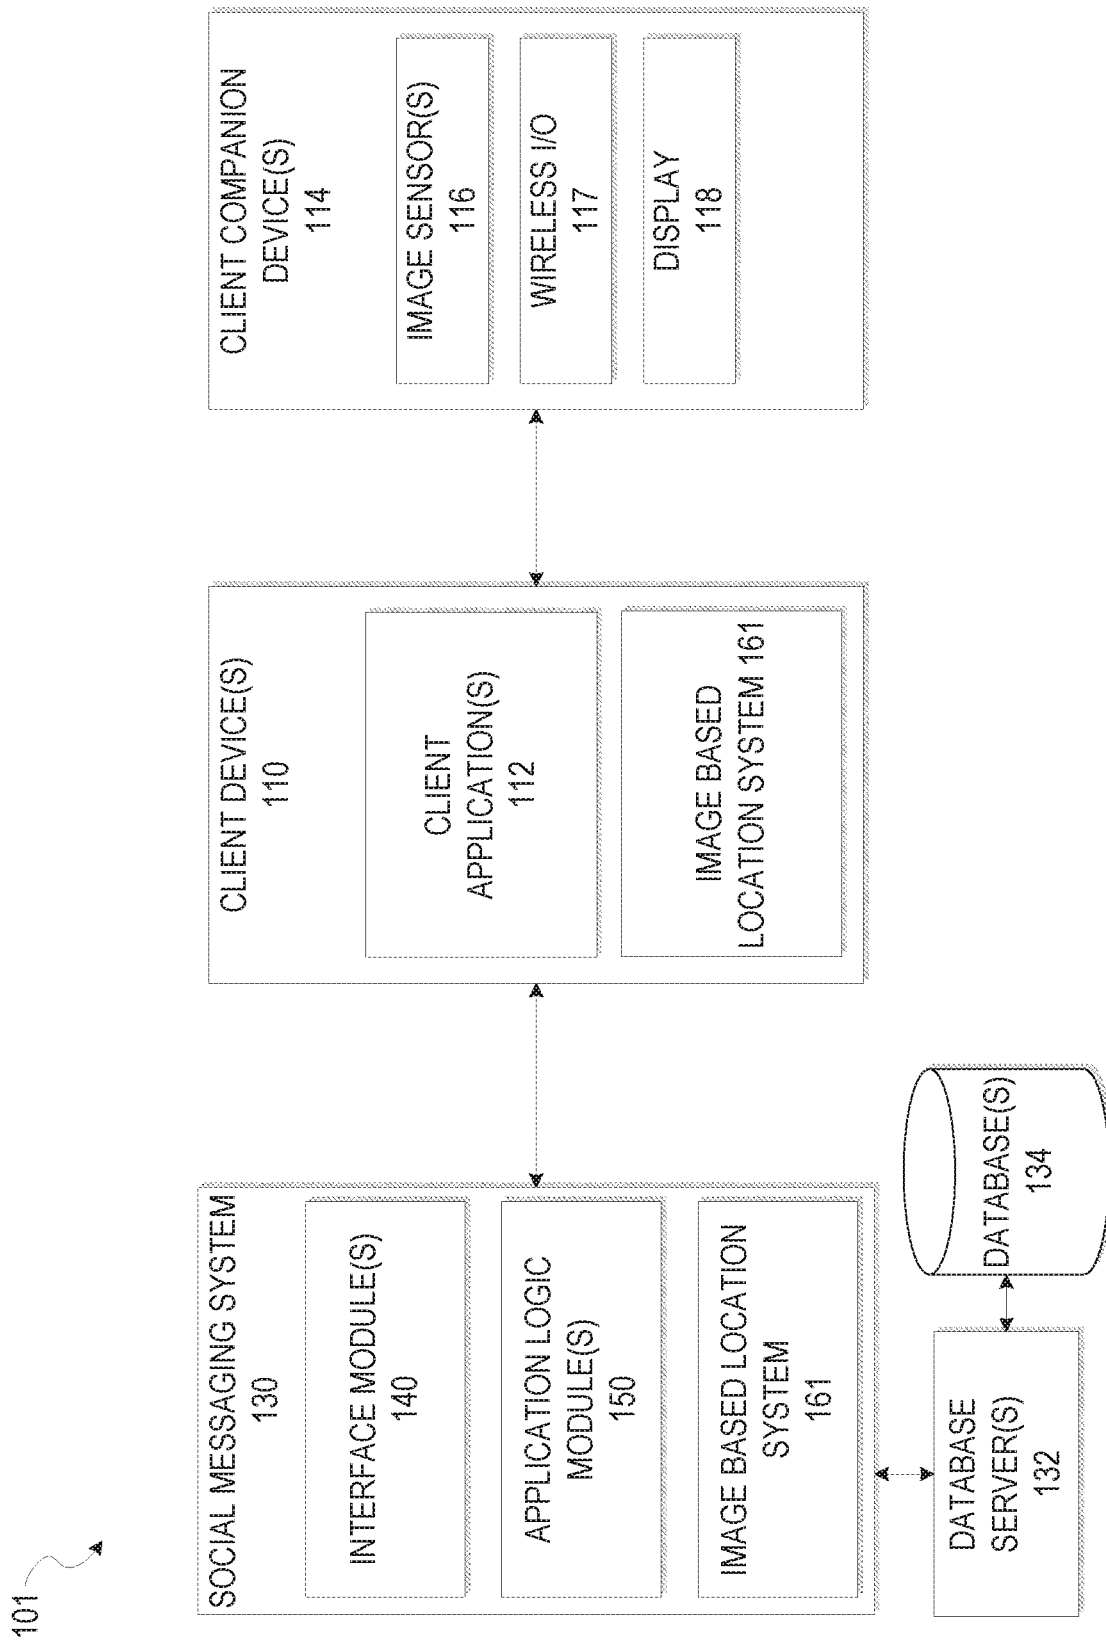 101
SOCIAL MESSAGING SYSTEM
130
INTERFACE MODULE(S)
140
APPLICATION LOGIC
MODULE(S)
150
IMAGE BASED LOCATION
SYSTEM
161
DATABASE
SERVER(S)
132
DATABASE(S)
134
CLIENT DEVICE(S)
110
CLIENT
APPLICATION(S)
112
IMAGE BASED
LOCATION SYSTEM 161
CLIENT COMPANION
DEVICE(S)
114
IMAGE SENSOR(S)
116
WIRELESS I/O
117
DISPLAY
118